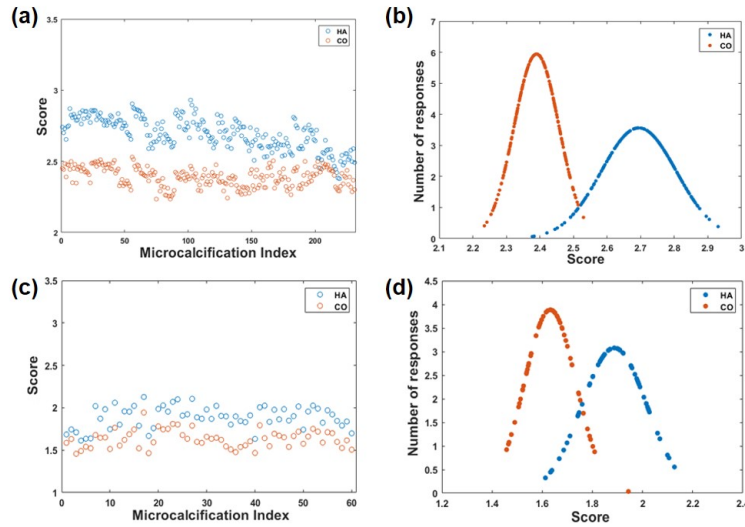 (a)
3.5
3
2.5
2
Score
0
50
100
150
200
Microcalcification Index
HA
CO
(b)
7
6
5
4
3
2
1
0
Number of responses
2.1
2.2
2.3
2.4
2.5
2.6
2.7
2.8
2.9
3
Score
HA
CO
(c)
3.5
3
2.5
2
1.5
1
Score
0
10
20
30
40
50
60
Microcalcification Index
HA
CO
(d)
4.5
4
3.5
3
2.5
2
1.5
1
0.5
0
Number of responses
1.2
1.4
1.6
1.8
2
2.2
2.4
Score
HA
CO